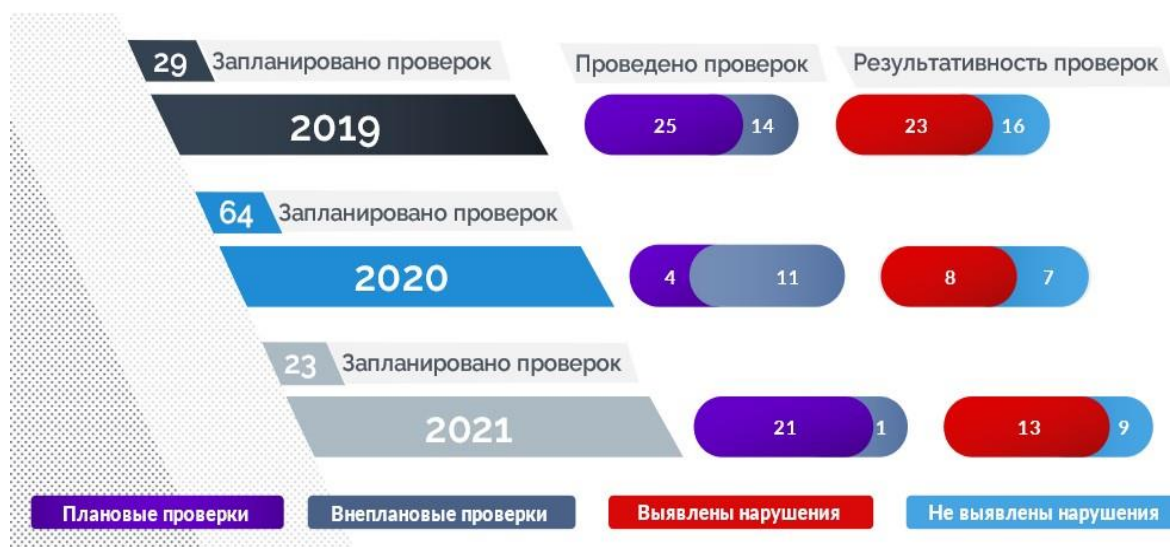 29 Запланировано проверок
Проведено проверок
Результативность проверок
2019
25 14
23 16
64 Запланировано проверок
2020
4 11
8 7
23 Запланировано проверок
2021
21 1
13 9
Плановые проверки
Внеплановые проверки
Выявлены нарушения
Не выявлены нарушения